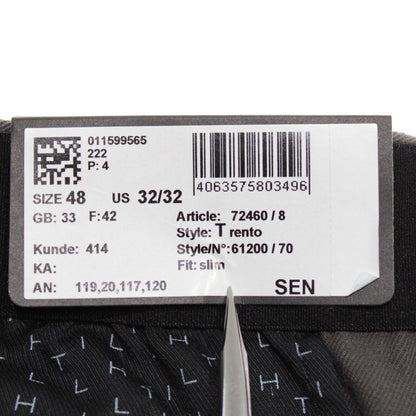 011599565
222
P: 4
4063575803496
SIZE 48 US 32/32
GB: 33 F: 42
Article: 72460 / 8
Style: Trento
Kunde: 414
Style/N°: 61200 / 70
KA:
Fit: slim
AN: 119,20,117,120
SEN